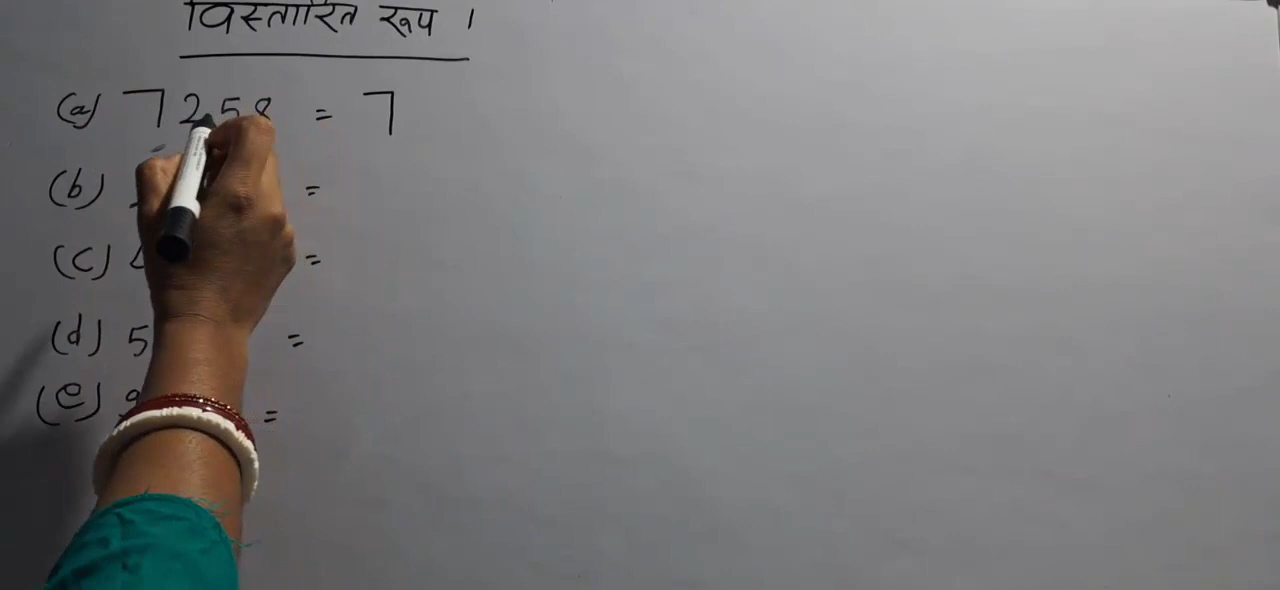 विस्तारित रूप ।
(a) 7258 = 7
(b) =
(c) =
(d) 5 =
(e) =